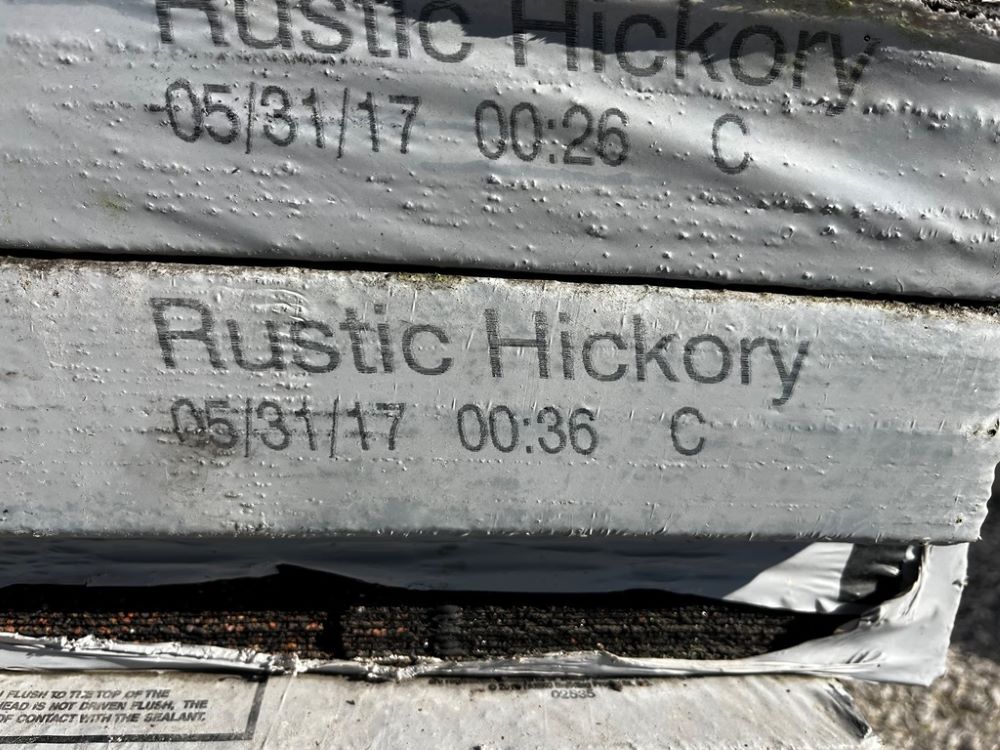 Rustic Hickory
05/31/17 00:26 C
Rustic Hickory
05/31/17 00:36 C
FLUSH TO THE TOP OF THE
HEAD IS NOT DRIVEN FLUSH, THE
OF CONTACT WITH THE SEALANT.
02535